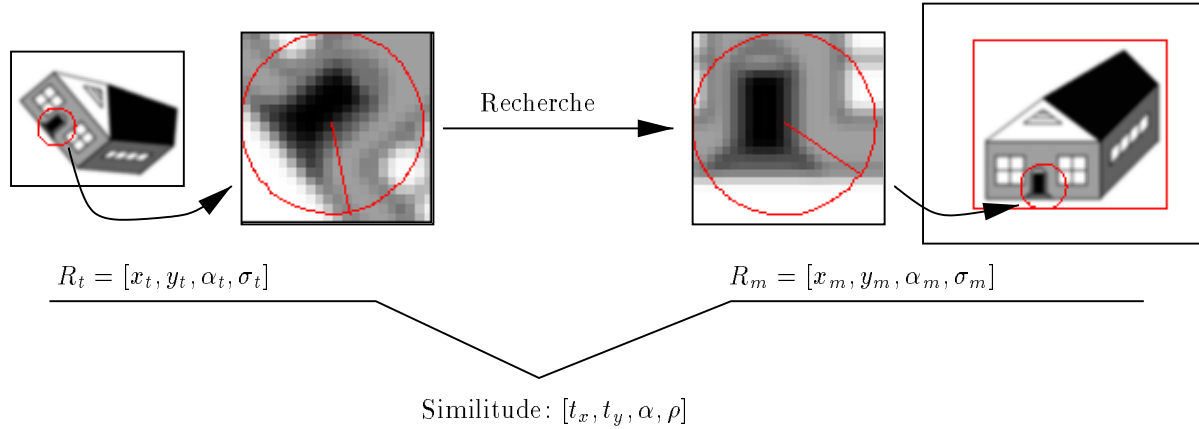 Recherche
R_t = [x_t, y_t, α_t, σ_t]
R_m = [x_m, y_m, α_m, σ_m]
Similitude: [t_x, t_y, α, ρ]